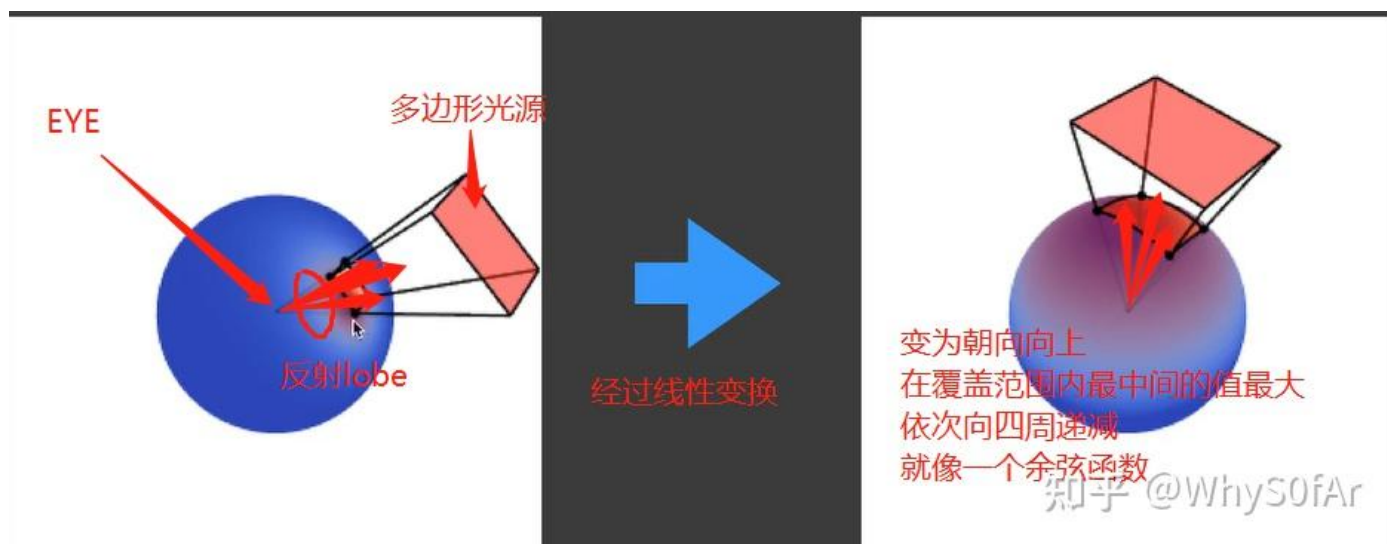 EYE
多边形光源
反射lobe
经过线性变换
变为朝向向上
在覆盖范围内最中间的值最大
依次向四周递减
就像一个余弦函数
知乎 @WhyS0fAr